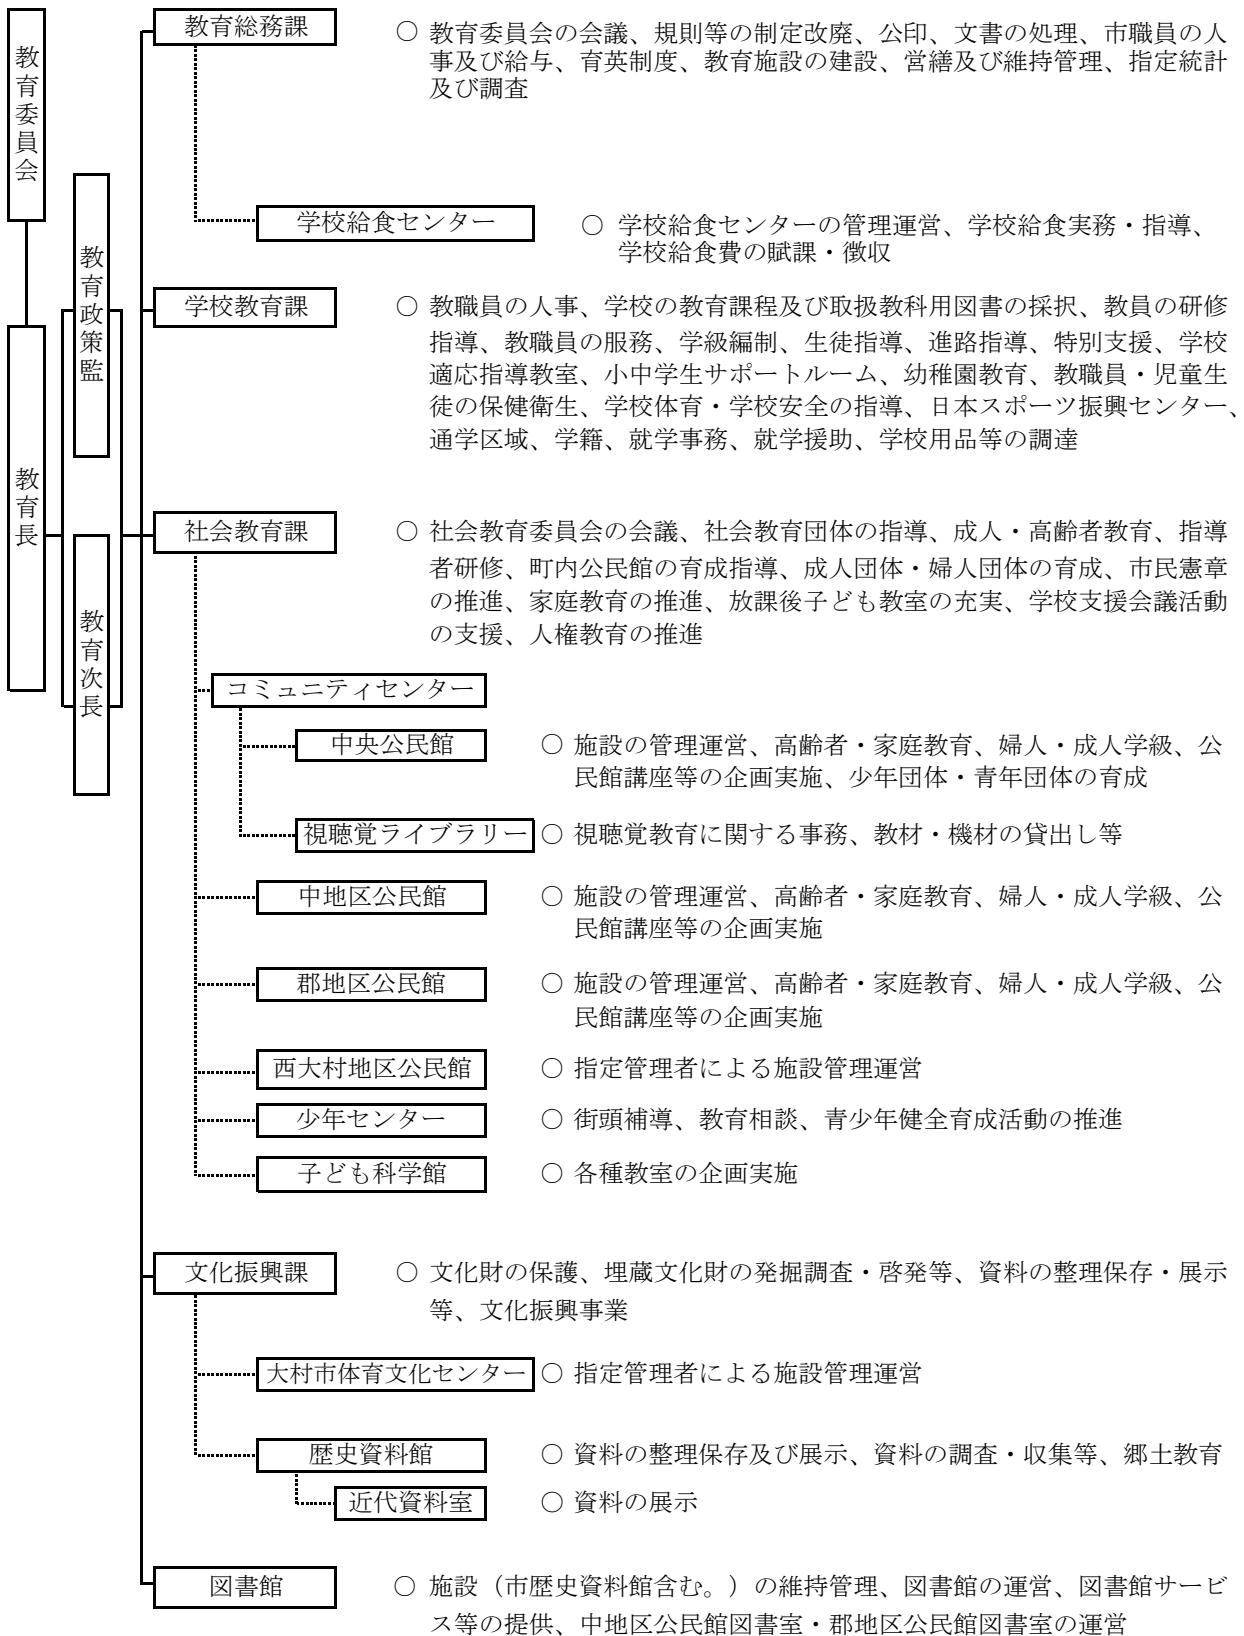 教育委員会
教育長
教育政策監
教育次長
教育総務課
○ 教育委員会の会議、規則等の制定改廃、公印、文書の処理、市職員の人
事及び給与、育英制度、教育施設の建設、営繕及び維持管理、指定統計
及び調査
学校給食センター
○ 学校給食センターの管理運営、学校給食実務・指導、
学校給食費の賦課・徴収
学校教育課
○ 教職員の人事、学校の教育課程及び取扱教科用図書の採択、教員の研修
指導、教職員の服務、学級編制、生徒指導、進路指導、特別支援、学校
適応指導教室、小中学生サポートルーム、幼稚園教育、教職員・児童生
徒の保健衛生、学校体育・学校安全の指導、日本スポーツ振興センター、
通学区域、学籍、就学事務、就学援助、学校用品等の調達
社会教育課
○ 社会教育委員会の会議、社会教育団体の指導、成人・高齢者教育、指導
者研修、町内公民館の育成指導、成人団体・婦人団体の育成、市民憲章
の推進、家庭教育の推進、放課後子ども教室の充実、学校支援会議活動
の支援、人権教育の推進
コミュニティセンター
中央公民館
○ 施設の管理運営、高齢者・家庭教育、婦人・成人学級、公
民館講座等の企画実施、少年団体・青年団体の育成
視聴覚ライブラリー
○ 視聴覚教育に関する事務、教材・機材の貸出し等
中地区公民館
○ 施設の管理運営、高齢者・家庭教育、婦人・成人学級、公
民館講座等の企画実施
郡地区公民館
○ 施設の管理運営、高齢者・家庭教育、婦人・成人学級、公
民館講座等の企画実施
西大村地区公民館
○ 指定管理者による施設管理運営
少年センター
○ 街頭補導、教育相談、青少年健全育成活動の推進
子ども科学館
○ 各種教室の企画実施
文化振興課
○ 文化財の保護、埋蔵文化財の発掘調査・啓発等、資料の整理保存・展示
等、文化振興事業
大村市体育文化センター
○ 指定管理者による施設管理運営
歴史資料館
○ 資料の整理保存及び展示、資料の調査・収集等、郷土教育
近代資料室
○ 資料の展示
図書館
○ 施設（市歴史資料館含む。）の維持管理、図書館の運営、図書館サービ
ス等の提供、中地区公民館図書室・郡地区公民館図書室の運営